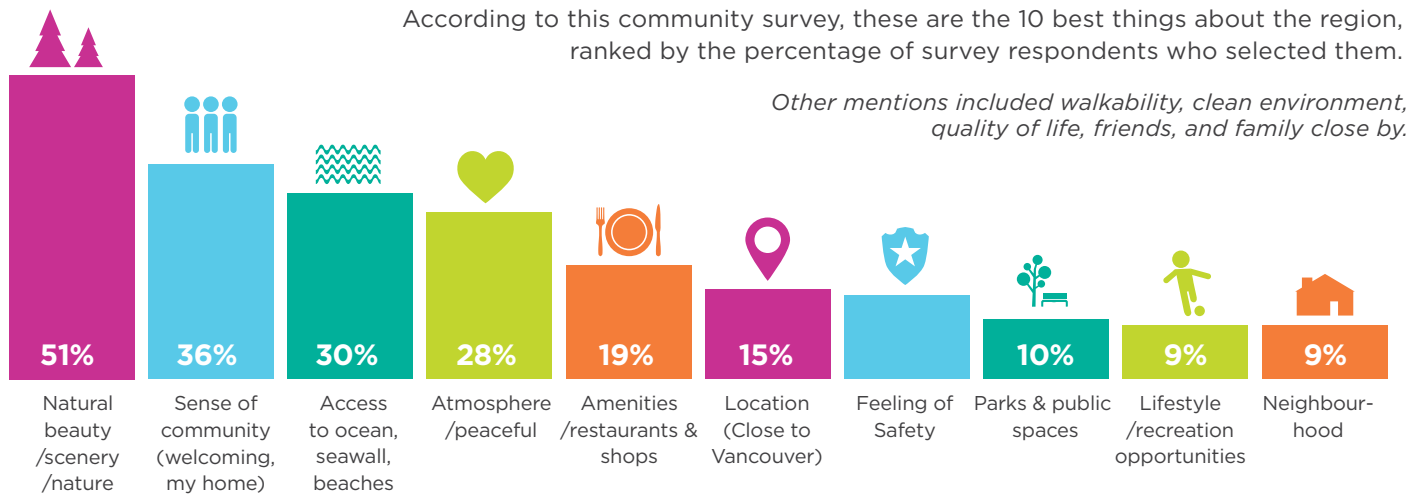 According to this community survey, these are the 10 best things about the region,
ranked by the percentage of survey respondents who selected them.
Other mentions included walkability, clean environment,
quality of life, friends, and family close by.
51%
36%
30%
28%
19%
15%
10%
9%
9%
Natural
beauty
/scenery
/nature
Sense of
community
(welcoming,
my home)
Access
to ocean,
seawall,
beaches
Atmosphere
/peaceful
Amenities
/restaurants &
shops
Location
(Close to
Vancouver)
Feeling of
Safety
Parks & public
spaces
Lifestyle
/recreation
opportunities
Neighbour-
hood